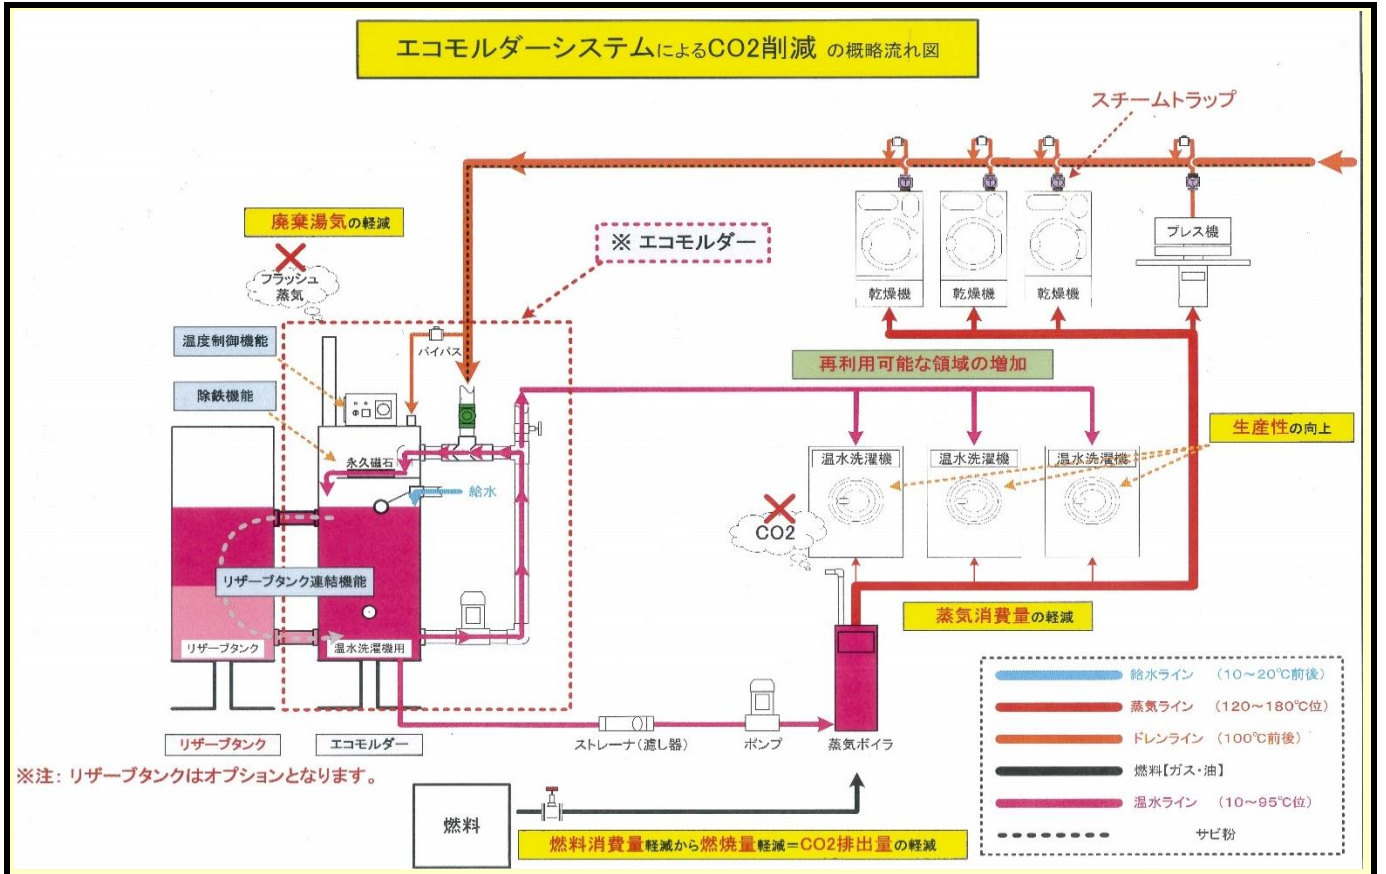 エコモルダーシステムによるCO2削減 の概略流れ図
スチームトラップ
廃棄湯気の軽減
フラッシュ
蒸気
※ エコモルダー
プレス機
乾燥機
乾燥機
乾燥機
温度制御機能
バイパス
再利用可能な領域の増加
除鉄機能
生産性の向上
永久磁石
給水
温水洗濯機
温水洗濯機
温水洗濯機
CO2
リザーブタンク連結機能
蒸気消費量の軽減
リザーブタンク
温水洗濯機用
給水ライン (10~20℃前後)
蒸気ライン (120~180℃位)
ドレンライン (100℃前後)
燃料【ガス・油】
温水ライン (10~95℃位)
サビ粉
リザーブタンク
エコモルダー
ストレーナ(濾し器)
ポンプ
蒸気ボイラ
※注: リザーブタンクはオプションとなります。
燃料
燃料消費量軽減から燃焼量軽減=CO2排出量の軽減